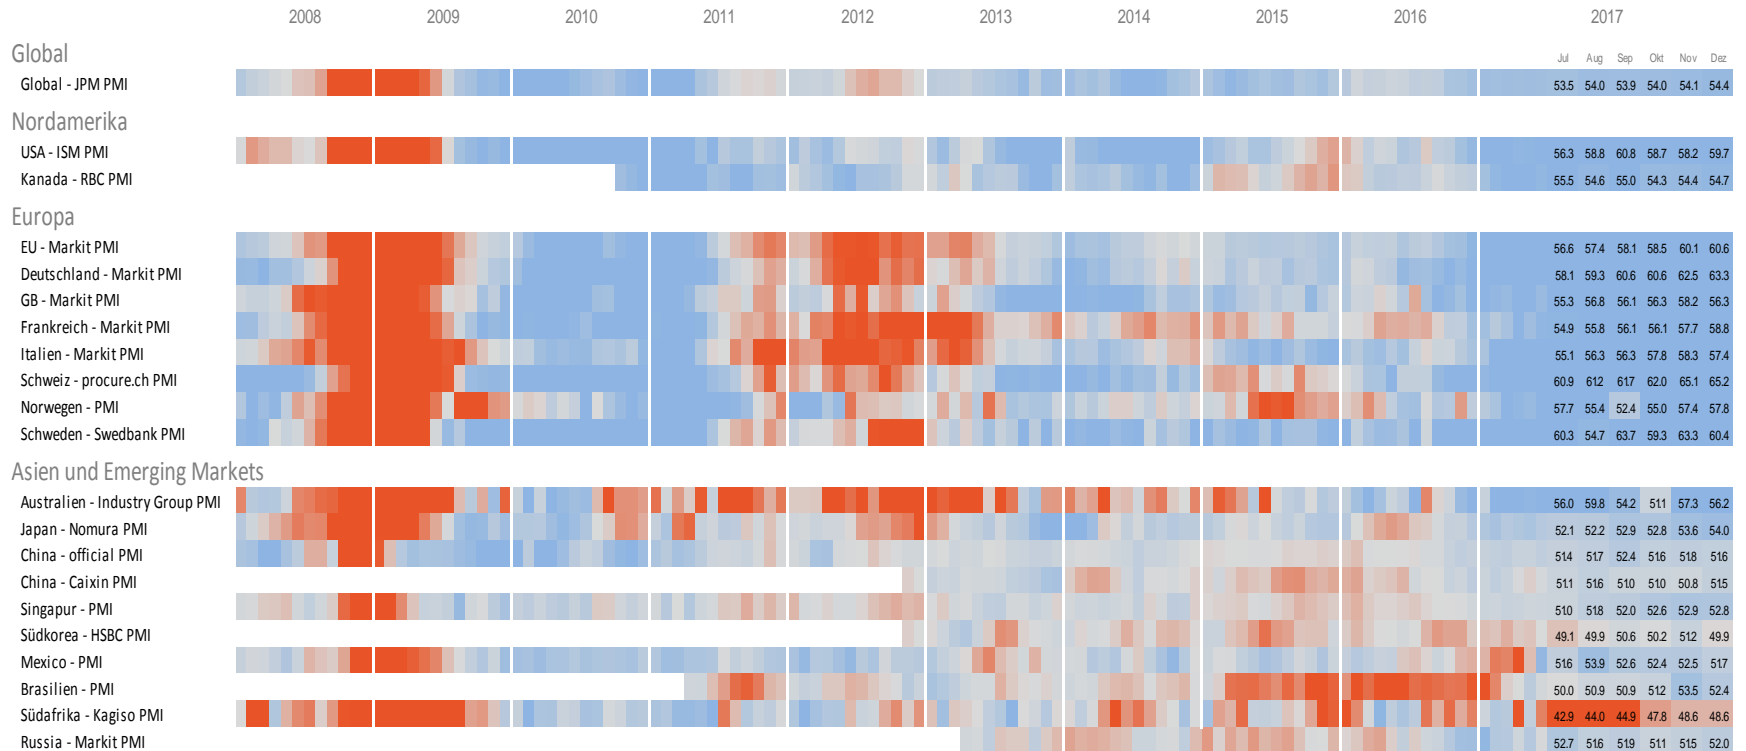 2008 2009 2010 2011 2012 2013 2014 2015 2016 2017
Global
Jul Aug Sep Okt Nov Dez
Global - JPM PMI 53.5 54.0 53.9 54.0 54.1 54.4
Nordamerika
USA - ISM PMI 56.3 58.8 60.8 58.7 58.2 59.7
Kanada - RBC PMI 55.5 54.6 55.0 54.3 54.4 54.7
Europa
EU - Markit PMI 56.6 57.4 58.1 58.5 60.1 60.6
Deutschland - Markit PMI 58.1 59.3 60.6 60.6 62.5 63.3
GB - Markit PMI 55.3 56.8 56.1 56.3 58.2 56.3
Frankreich - Markit PMI 54.9 55.8 56.1 56.1 57.7 58.8
Italien - Markit PMI 55.1 56.3 56.3 57.8 58.3 57.4
Schweiz - procure.ch PMI 60.9 61.2 61.7 62.0 65.1 65.2
Norwegen - PMI 57.7 55.4 52.4 55.0 57.4 57.8
Schweden - Swedbank PMI 60.3 54.7 63.7 59.3 63.3 60.4
Asien und Emerging Markets
Australien - Industry Group PMI 56.0 59.8 54.2 51.1 57.3 56.2
Japan - Nomura PMI 52.1 52.2 52.9 52.8 53.6 54.0
China - official PMI 51.4 51.7 52.4 51.6 51.8 51.6
China - Caixin PMI 51.1 51.6 51.0 51.0 50.8 51.5
Singapur - PMI 51.0 51.8 52.0 52.6 52.9 52.8
Südkorea - HSBC PMI 49.1 49.9 50.6 50.2 51.2 49.9
Mexico - PMI 51.6 53.9 52.6 52.4 52.5 51.7
Brasilien - PMI 50.0 50.9 50.9 51.2 53.5 52.4
Südafrika - Kagiso PMI 42.9 44.0 44.9 47.8 48.6 48.6
Russia - Markit PMI 52.7 51.6 51.9 51.1 51.5 52.0